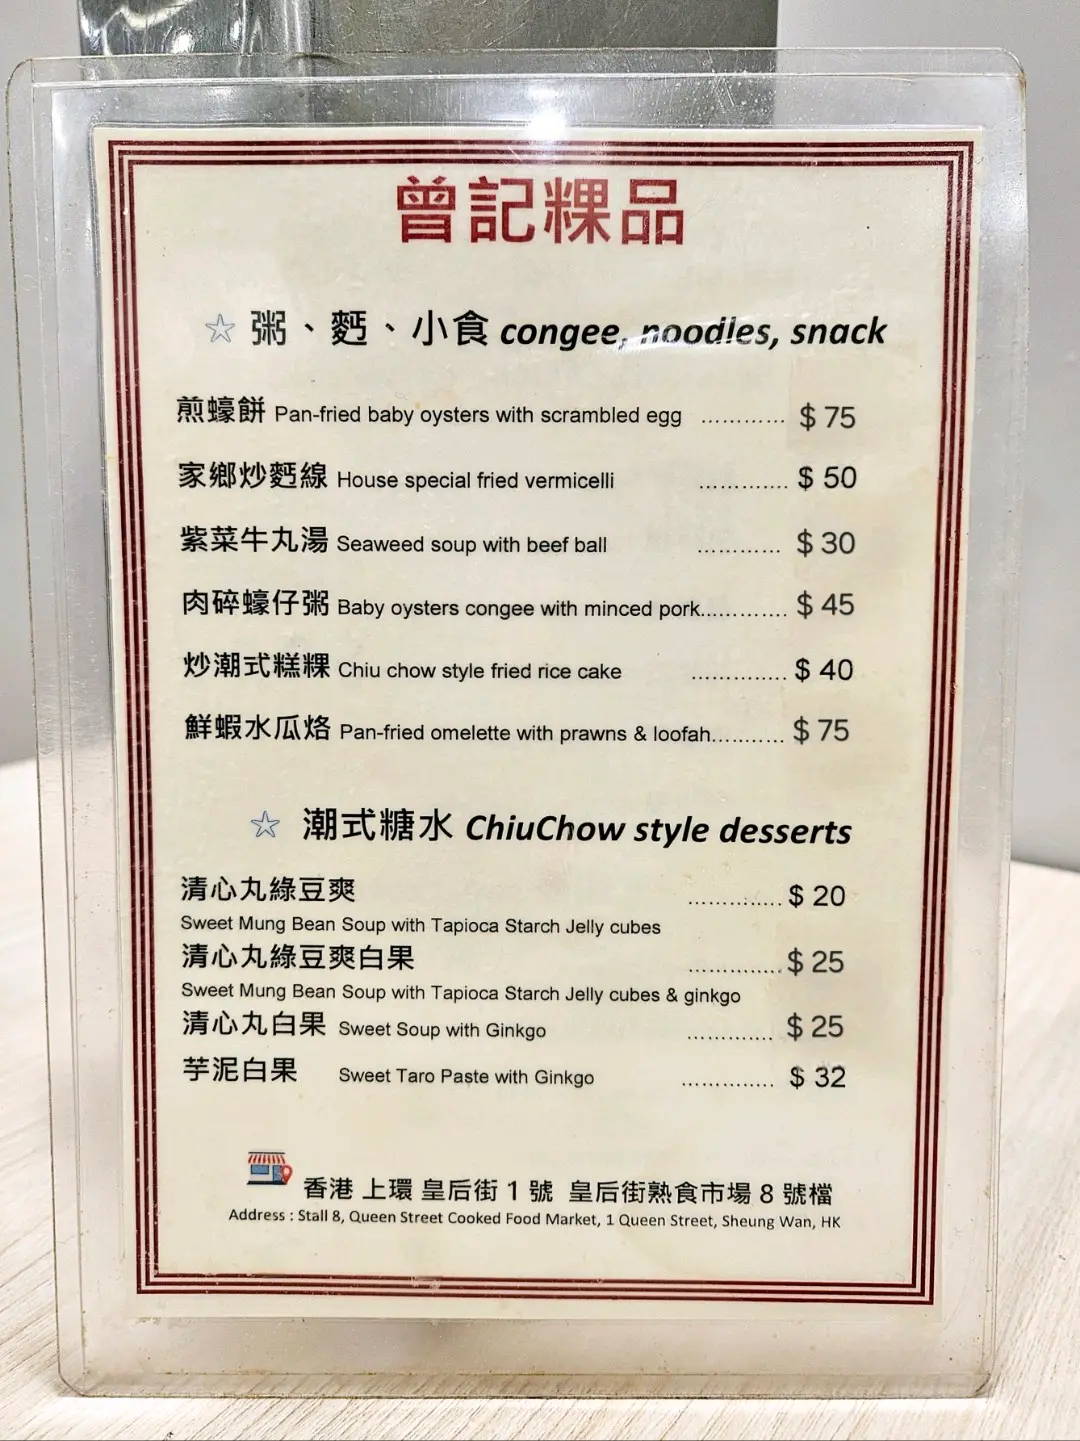 曾記粿品
☆ 粥、麪、小食 congee, noodles, snack
煎蠔餅 Pan-fried baby oysters with scrambled egg ............ $ 75
家鄉炒麪線 House special fried vermicelli ............. $ 50
紫菜牛丸湯 Seaweed soup with beef ball ............ $ 30
肉碎蠔仔粥 Baby oysters congee with minced pork............. $ 45
炒潮式糕粿 Chiu chow style fried rice cake .............. $ 40
鮮蝦水瓜烙 Pan-fried omelette with prawns & loofah........... $ 75
☆ 潮式糖水 ChiuChow style desserts
清心丸綠豆爽 .............. $ 20
Sweet Mung Bean Soup with Tapioca Starch Jelly cubes
清心丸綠豆爽白果 .............. $ 25
Sweet Mung Bean Soup with Tapioca Starch Jelly cubes & ginkgo
清心丸白果 Sweet Soup with Ginkgo ............. $ 25
芋泥白果 Sweet Taro Paste with Ginkgo .............. $ 32
香港 上環 皇后街 1 號 皇后街熟食市場 8 號檔
Address : Stall 8, Queen Street Cooked Food Market, 1 Queen Street, Sheung Wan, HK